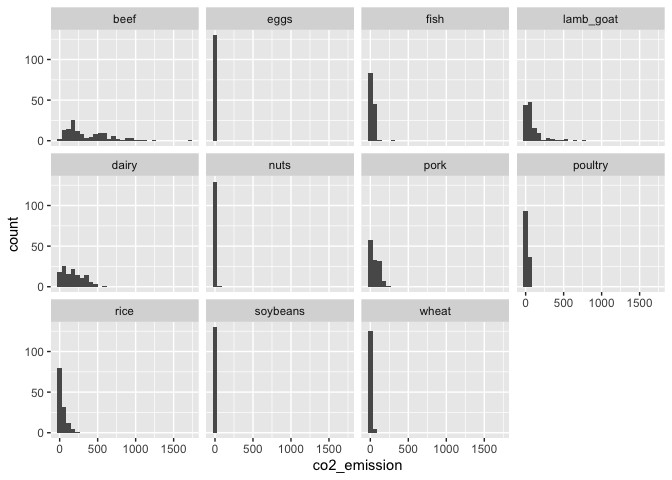 beef eggs fish lamb_goat
100
50
0
dairy nuts pork poultry
100
50
0
count
rice soybeans wheat
0 500 1000 1500
100
50
0
0 500 1000 1500 0 500 1000 1500 0 500 1000 1500
co2_emission